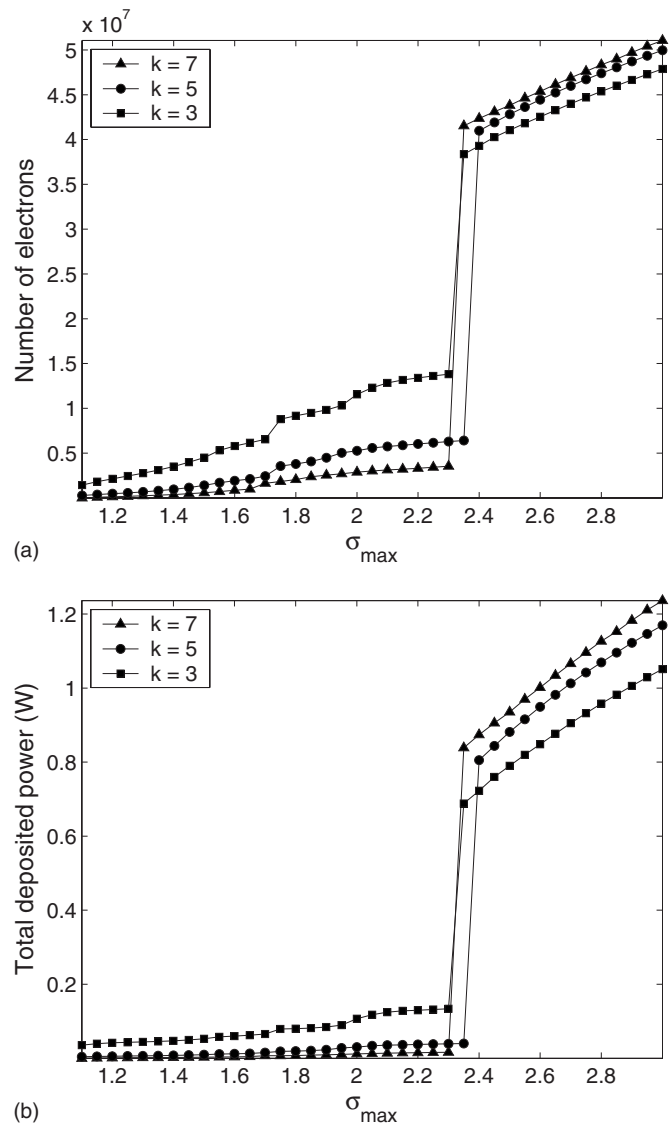 x 10⁷
5
4.5
4
3.5
3
2.5
2
1.5
1
0.5
Number of electrons
k = 7
k = 5
k = 3
1.2 1.4 1.6 1.8 2 2.2 2.4 2.6 2.8
σmax
(a)
1.2
1
0.8
0.6
0.4
0.2
Total deposited power (W)
k = 7
k = 5
k = 3
1.2 1.4 1.6 1.8 2 2.2 2.4 2.6 2.8
σmax
(b)